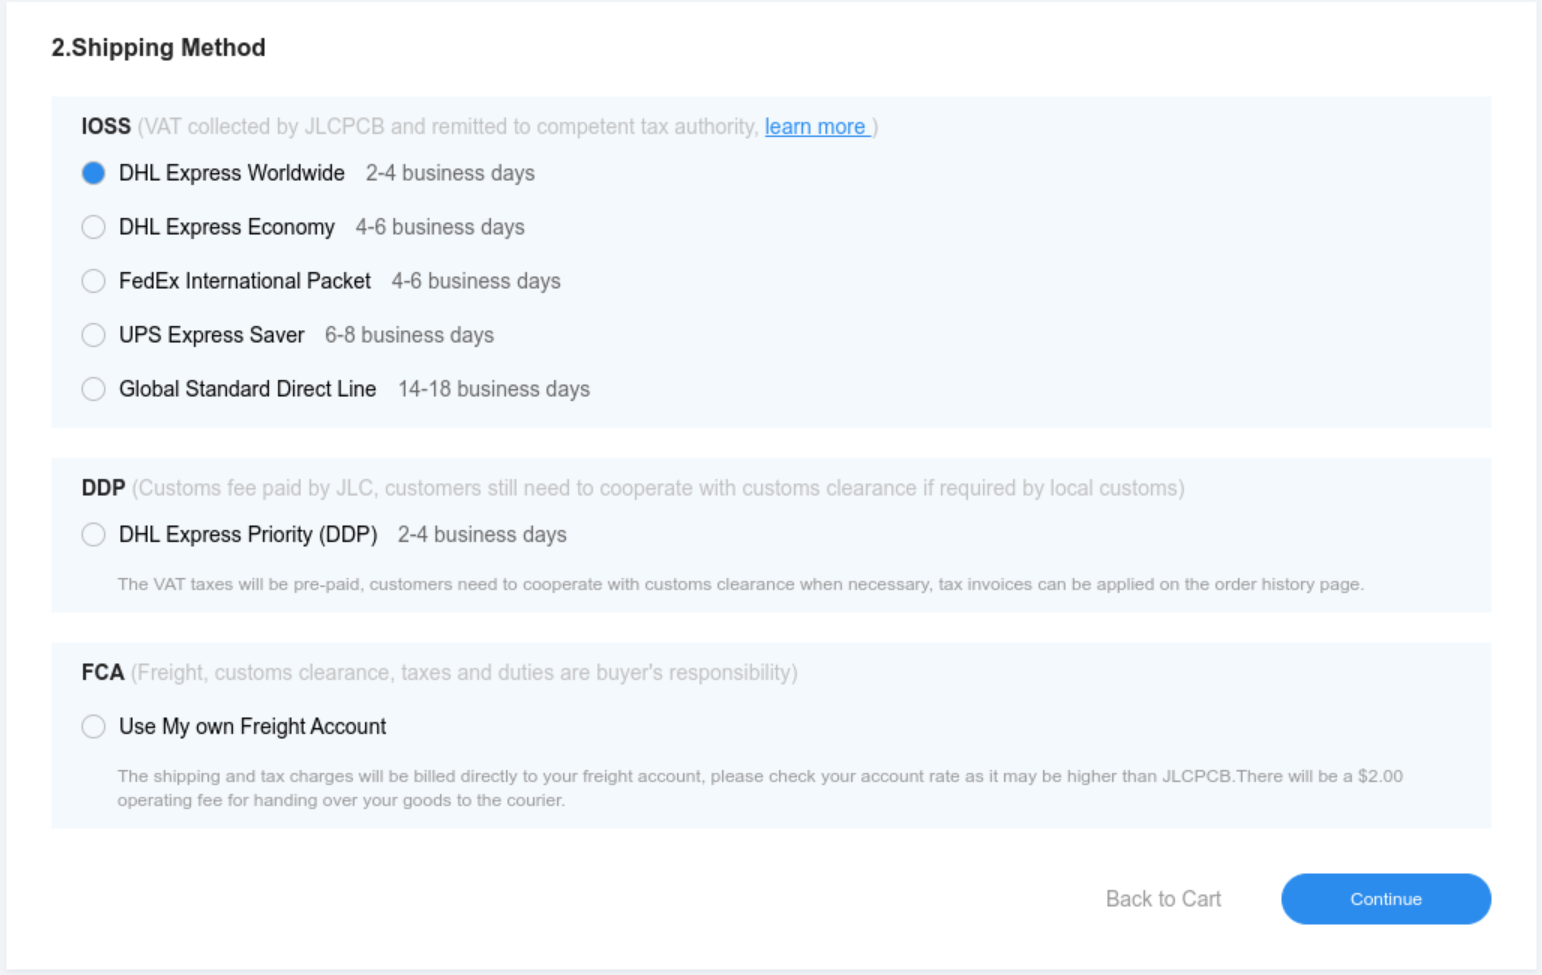 2.Shipping Method
IOSS (VAT collected by JLCPCB and remitted to competent tax authority, learn more )
DHL Express Worldwide 2-4 business days
DHL Express Economy 4-6 business days
FedEx International Packet 4-6 business days
UPS Express Saver 6-8 business days
Global Standard Direct Line 14-18 business days
DDP (Customs fee paid by JLC, customers still need to cooperate with customs clearance if required by local customs)
DHL Express Priority (DDP) 2-4 business days
The VAT taxes will be pre-paid, customers need to cooperate with customs clearance when necessary, tax invoices can be applied on the order history page.
FCA (Freight, customs clearance, taxes and duties are buyer's responsibility)
Use My own Freight Account
The shipping and tax charges will be billed directly to your freight account, please check your account rate as it may be higher than JLCPCB.There will be a $2.00
operating fee for handing over your goods to the courier.
Back to Cart Continue